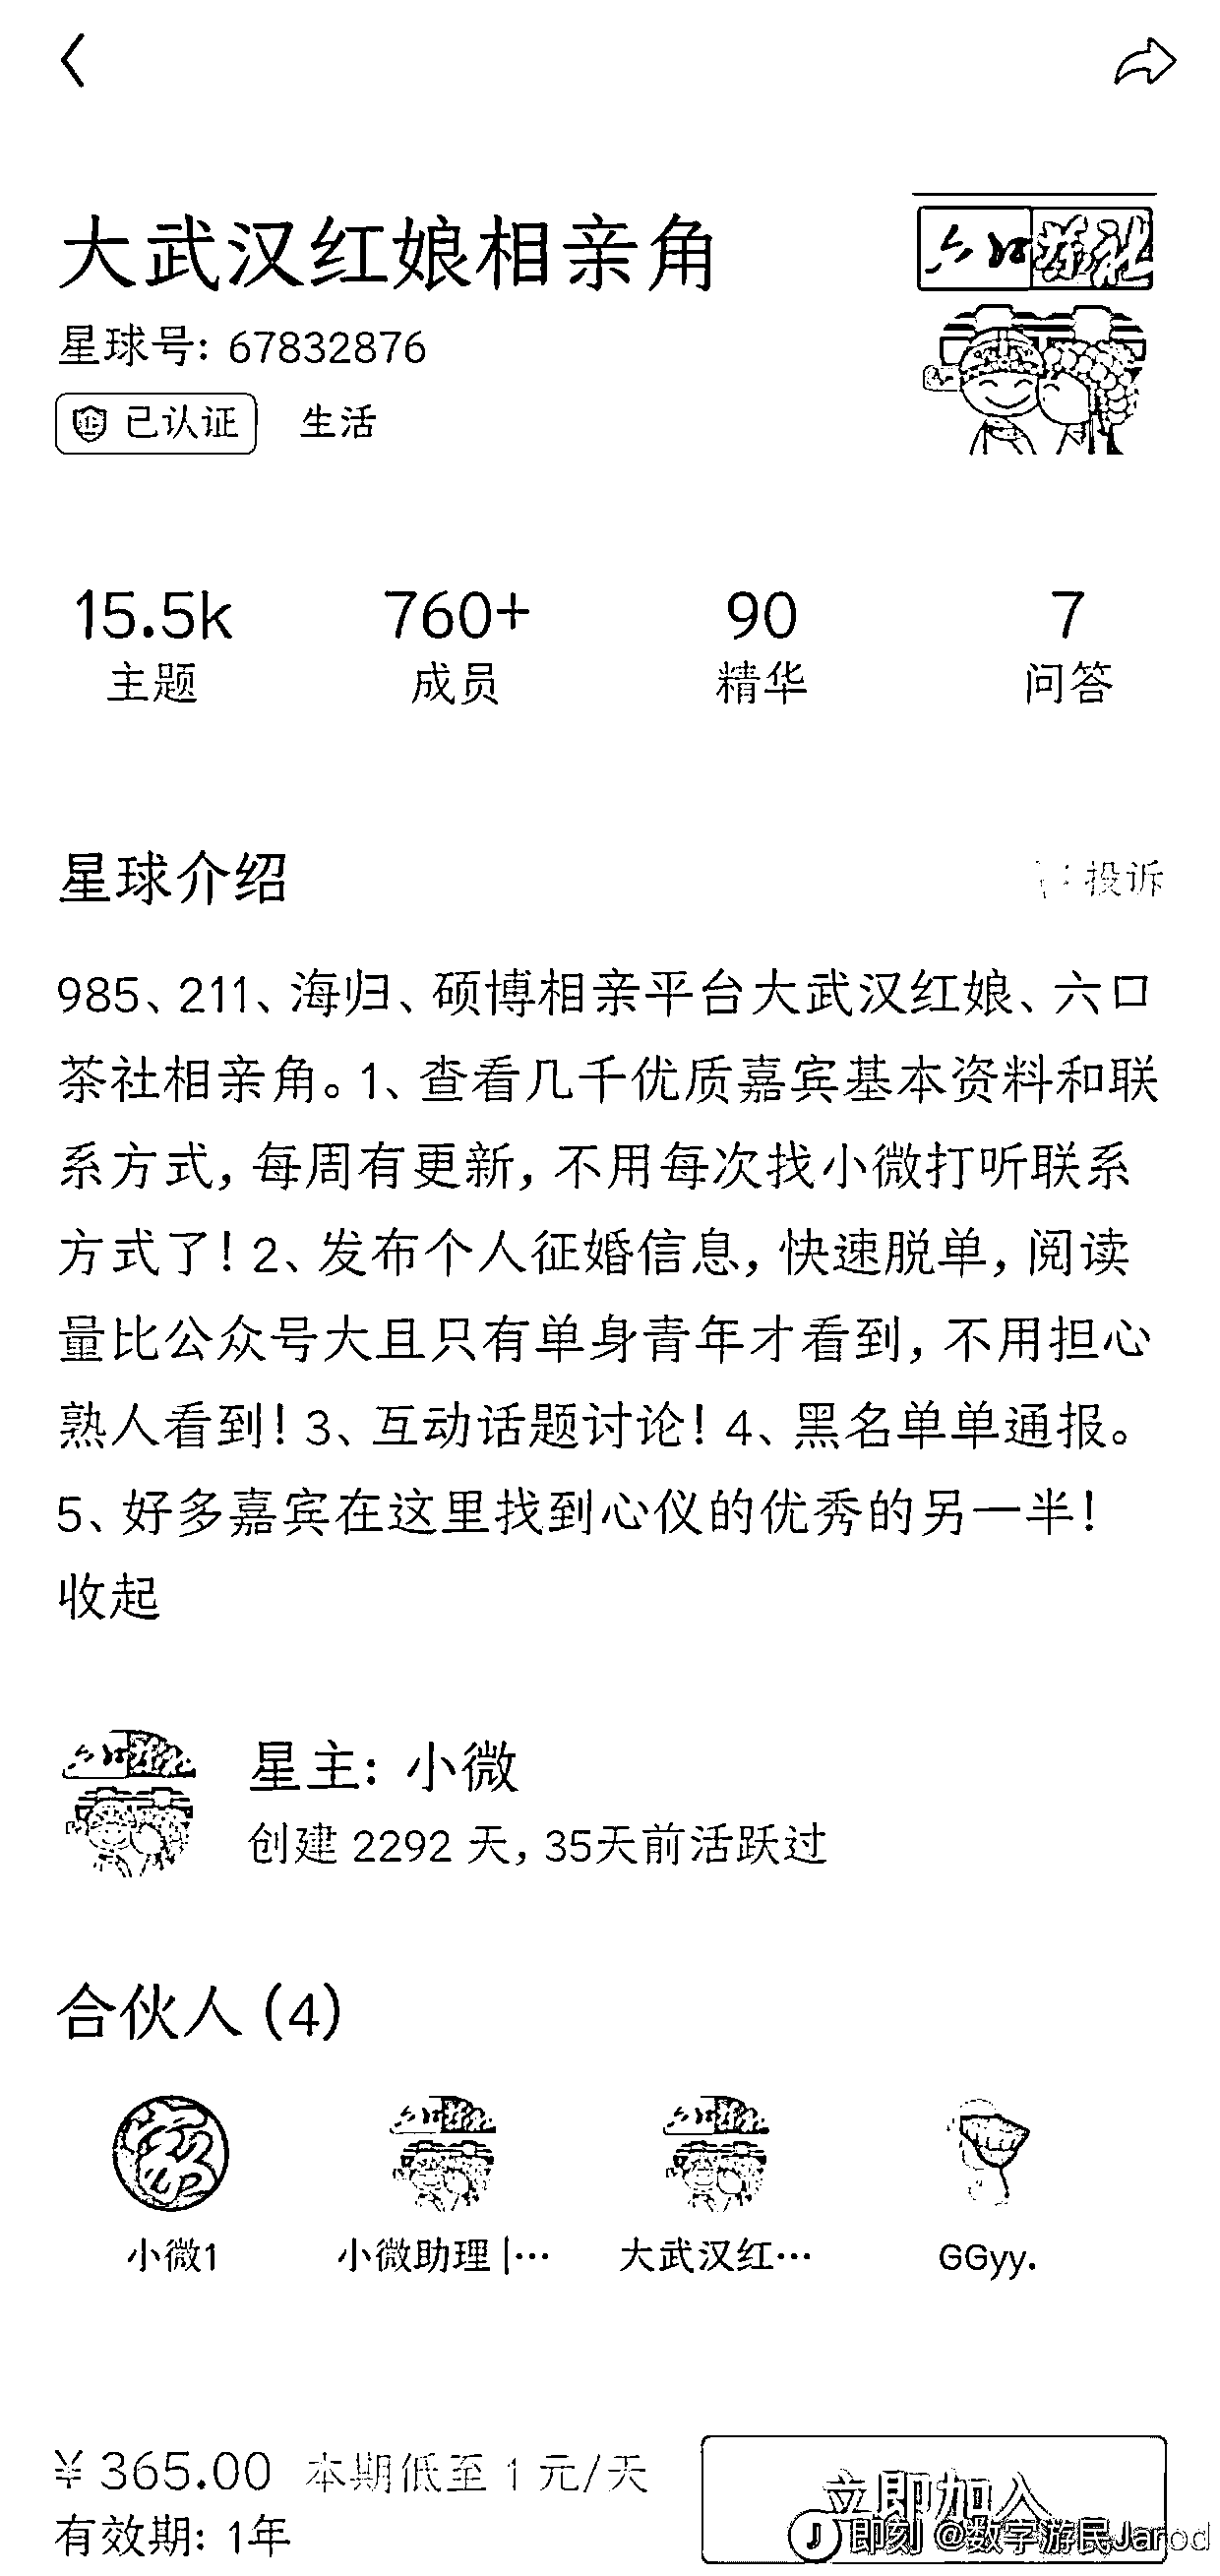 大武汉红娘相亲角
六口茶社
星球号: 67832876
已认证 生活
15.5k 760+ 90 7
主题 成员 精华 问答
星球介绍 投诉
985、211、海归、硕博相亲平台大武汉红娘、六口
茶社相亲角。1、查看几千优质嘉宾基本资料和联
系方式, 每周有更新, 不用每次找小微打听联系
方式了! 2、发布个人征婚信息, 快速脱单, 阅读
量比公众号大且只有单身青年才看到, 不用担心
熟人看到! 3、互动话题讨论! 4、黑名单单通报。
5、好多嘉宾在这里找到心仪的优秀的另一半!
收起
星主: 小微
创建 2292 天, 35天前活跃过
合伙人 (4)
小微1 小微助理 |… 大武汉红… GGyy.
¥ 365.00 本期低至 1 元/天
有效期: 1年
立即加入
即刻 @数字游民Jarod